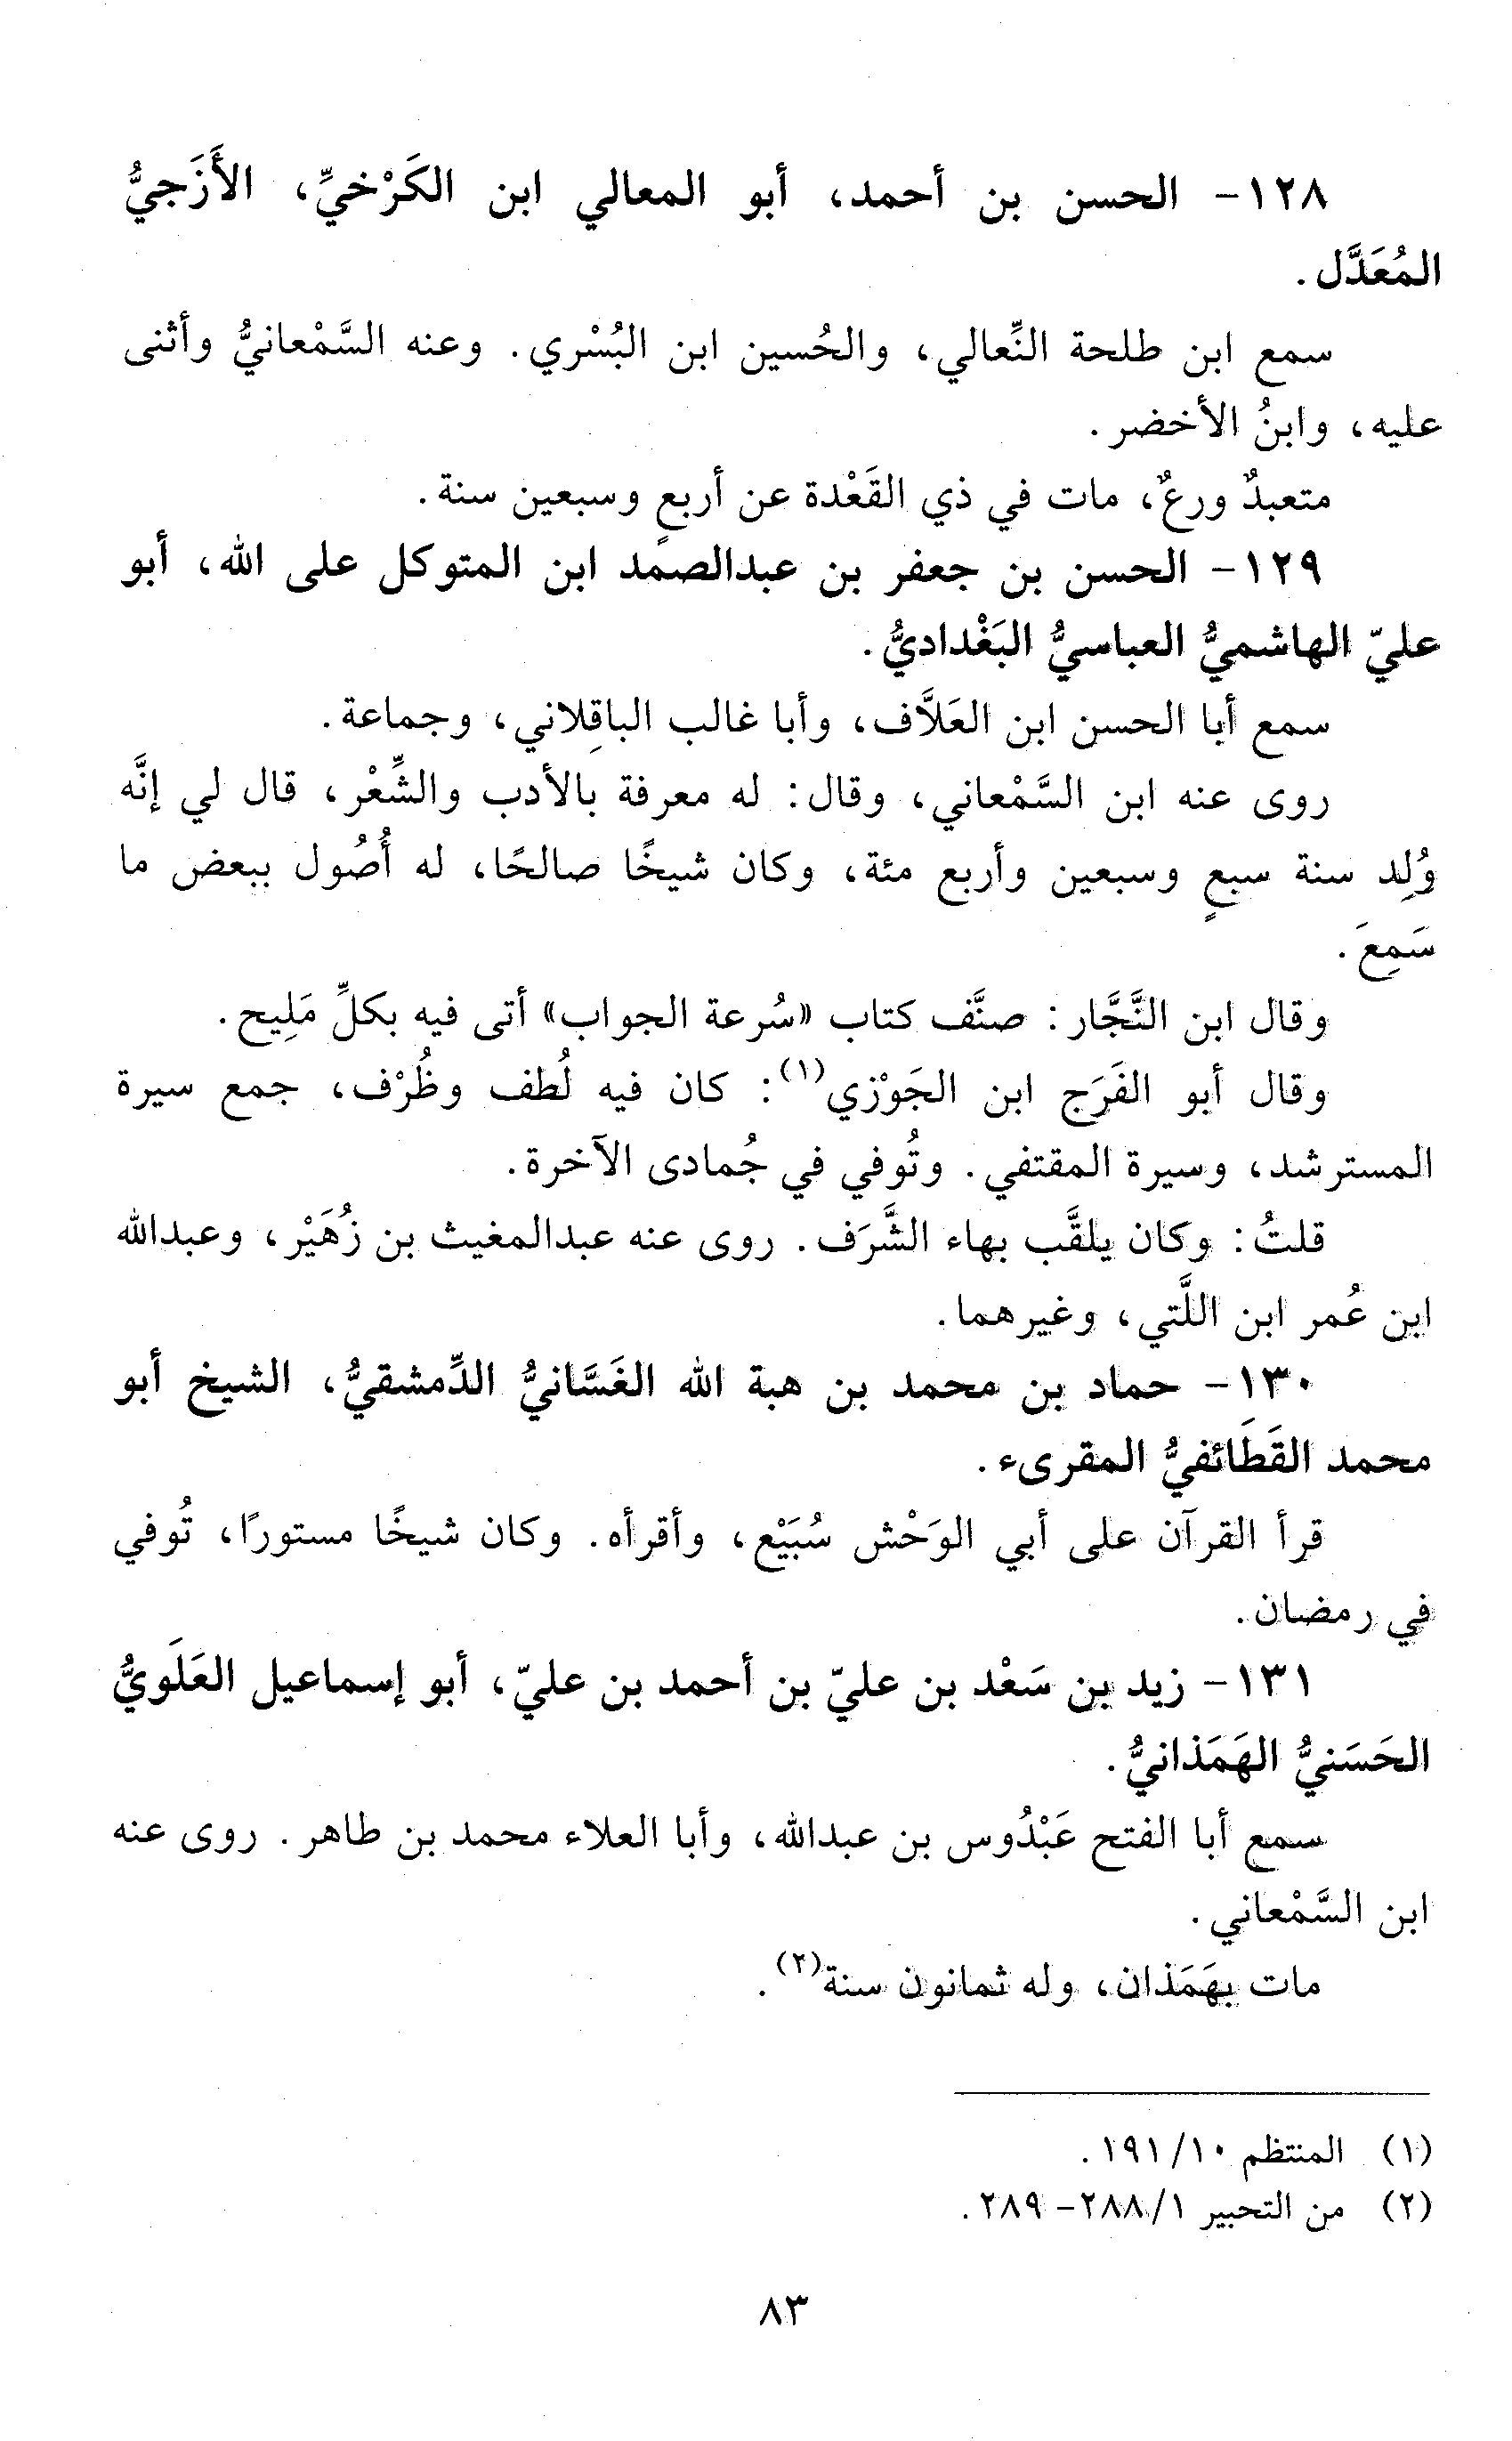 ١٢٨- الحسن بن أحمد، أبو المعالي ابن الكَرْخيِّ، الأَزَجيُّ
المُعَدَّل.
سمع ابن طلحة النِّعالي، والحُسين ابن البُسْري. وعنه السَّمْعانيُّ وأثنى
عليه، وابنُ الأخضر.
متعبدٌ ورعٌ، مات في ذي القَعْدة عن أربعٍ وسبعين سنة.
١٢٩- الحسن بن جعفر بن عبدالصمد ابن المتوكل على الله، أبو
عليّ الهاشميُّ العباسيُّ البَغْداديُّ.
سمع أبا الحسن ابن العَلاَّف، وأبا غالب الباقِلاني، وجماعة.
روى عنه ابن السَّمْعاني، وقال: له معرفة بالأدب والشِّعْر، قال لي إنَّه
وُلِد سنة سبعٍ وسبعين وأربع مئة، وكان شيخًا صالحًا، له أُصُول ببعض ما
سَمِعَ.
وقال ابن النَّجَّار: صنَّف كتاب «سُرعة الجواب» أتى فيه بكلِّ مَلِيح.
وقال أبو الفَرَج ابن الجَوْزي(١): كان فيه لُطف وظُرْف، جمع سيرة
المسترشد، وسيرة المقتفي. وتُوفي في جُمادى الآخرة.
قلتُ: وكان يلقَّب بهاء الشَّرَف. روى عنه عبدالمغيث بن زُهَيْر، وعبدالله
ابن عُمر ابن اللَّتي، وغيرهما.
١٣٠- حماد بن محمد بن هبة الله الغَسَّانيُّ الدِّمشقيُّ، الشيخ أبو
محمد القَطَائفيُّ المقرىء.
قرأ القرآن على أبي الوَحْش سُبَيْع، وأقرأه. وكان شيخًا مستورًا، تُوفي
في رمضان.
١٣١- زيد بن سَعْد بن عليّ بن أحمد بن عليّ، أبو إسماعيل العَلَويُّ
الحَسَنيُّ الهَمَذانيُّ.
سمع أبا الفتح عَبْدُوس بن عبدالله، وأبا العلاء محمد بن طاهر. روى عنه
ابن السَّمْعاني.
مات بهَمَذان، وله ثمانون سنة(٢).
(١) المنتظم ١٠/ ١٩١.
(٢) من التحبير ١/ ٢٨٨- ٢٨٩.
٨٣